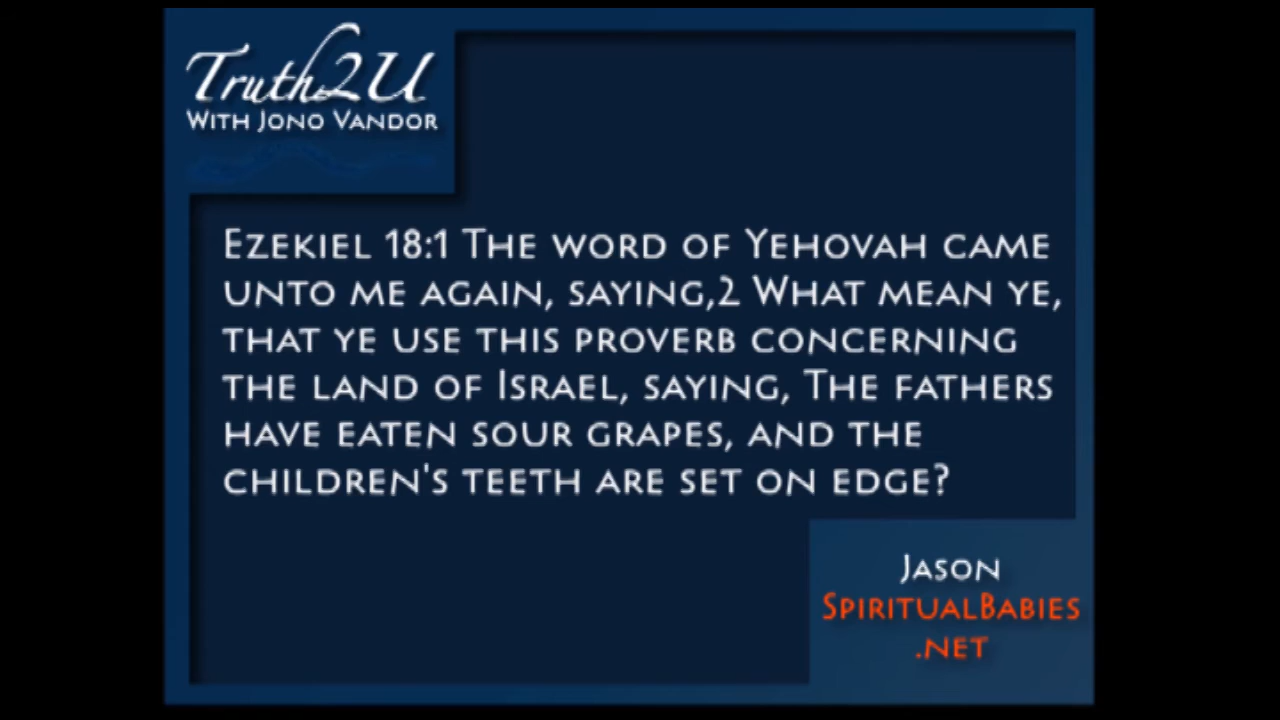 Truth2U
With Jono Vandor
Ezekiel 18:1 The word of Yehovah came
unto me again, saying,2 What mean ye,
that ye use this proverb concerning
the land of Israel, saying, The fathers
have eaten sour grapes, and the
children's teeth are set on edge?
Jason
SpiritualBabies
.net